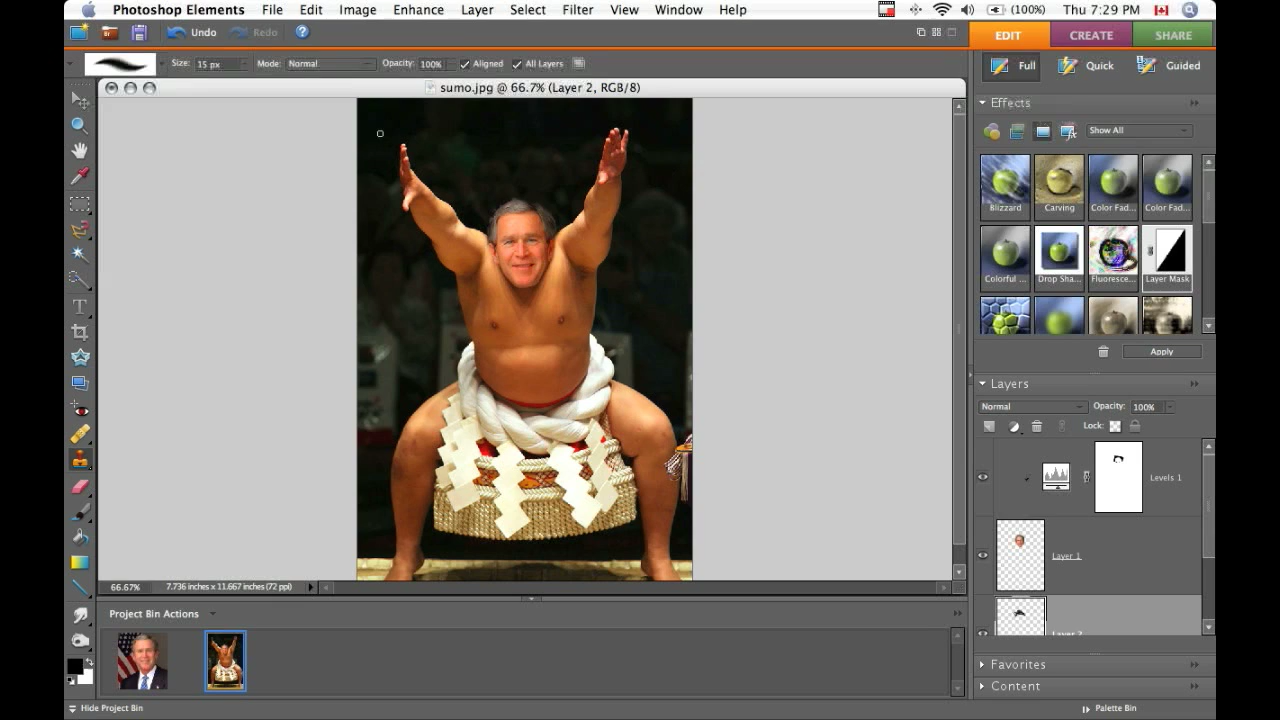 Photoshop Elements File Edit Image Enhance Layer Select Filter View Window Help (100%) Thu 7:29 PM
Undo Redo EDIT CREATE SHARE
Size: 15 px Mode: Normal Opacity: 100% Aligned All Layers Full Quick Guided
sumo.jpg @ 66.7% (Layer 2, RGB/8)
Effects
Show All
Blizzard Carving Color Fad... Color Fad...
Colorful ... Drop Sha... Fluoresce... Layer Mask
Apply
Layers
Normal Opacity: 100%
Lock:
Levels 1
Layer 1
Layer 2
66.67% 7.736 inches x 11.667 inches (72 ppi)
Project Bin Actions
Favorites
Content
Hide Project Bin Palette Bin